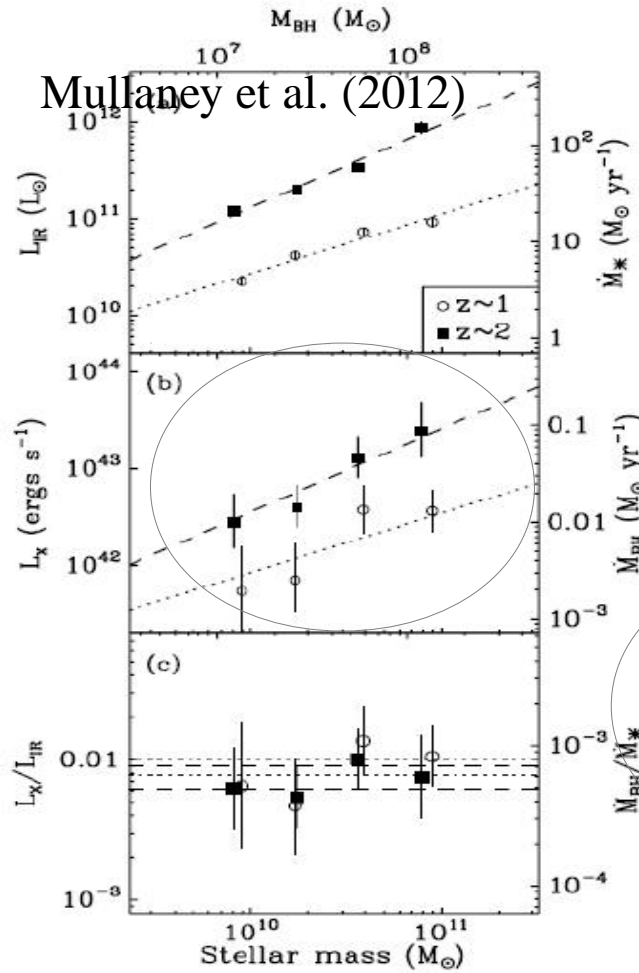 M_BH (M_⊙)
10^7 10^8
Mullaney et al. (2012)
(a)
10^12
10^11
10^10
L_IR (L_⊙)
10^2
10
1
Ṁ_* (M_⊙ yr^-1)
z~1
z~2
(b)
10^44
10^43
10^42
L_x (ergs s^-1)
0.1
0.01
10^-3
Ṁ_BH (M_⊙ yr^-1)
(c)
0.01
10^-3
L_X/L_IR
10^-3
10^-4
Ṁ_BH/Ṁ_*
10^10 10^11
Stellar mass (M_⊙)